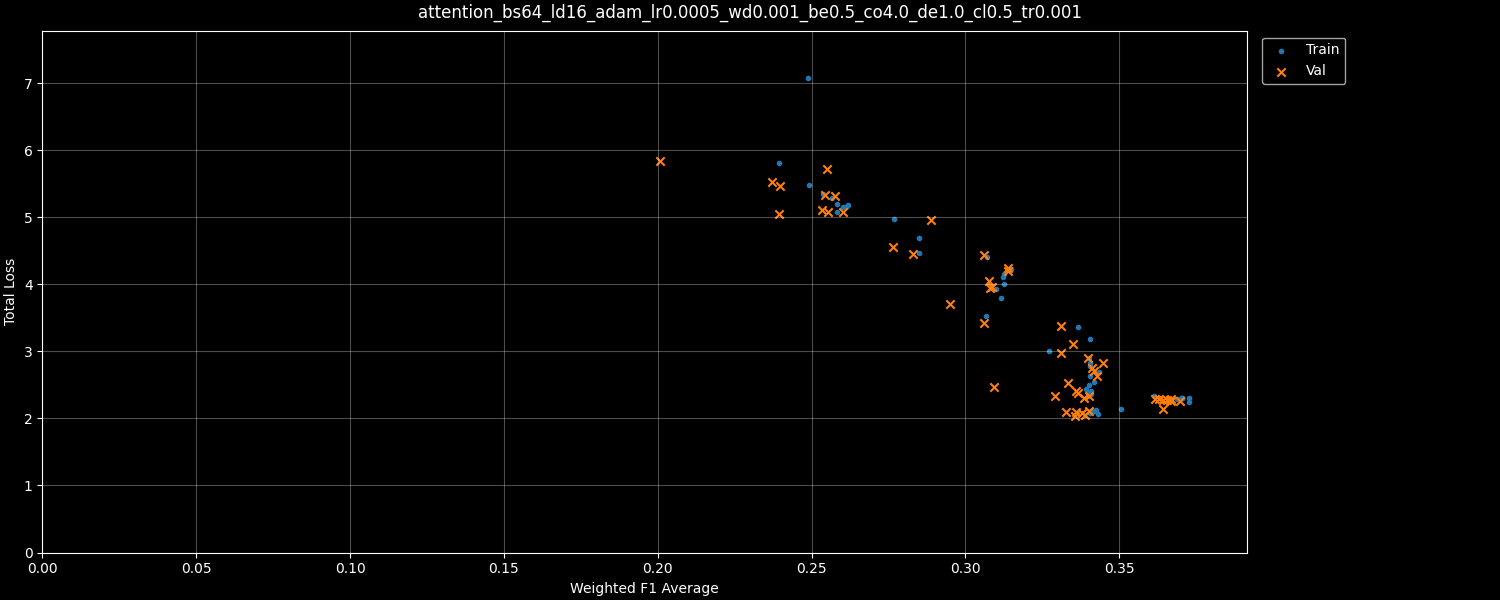 attention_bs64_ld16_adam_lr0.0005_wd0.001_be0.5_co4.0_de1.0_cl0.5_tr0.001
Train
Val
7
6
5
4
3
2
1
0
Total Loss
0.00 0.05 0.10 0.15 0.20 0.25 0.30 0.35
Weighted F1 Average